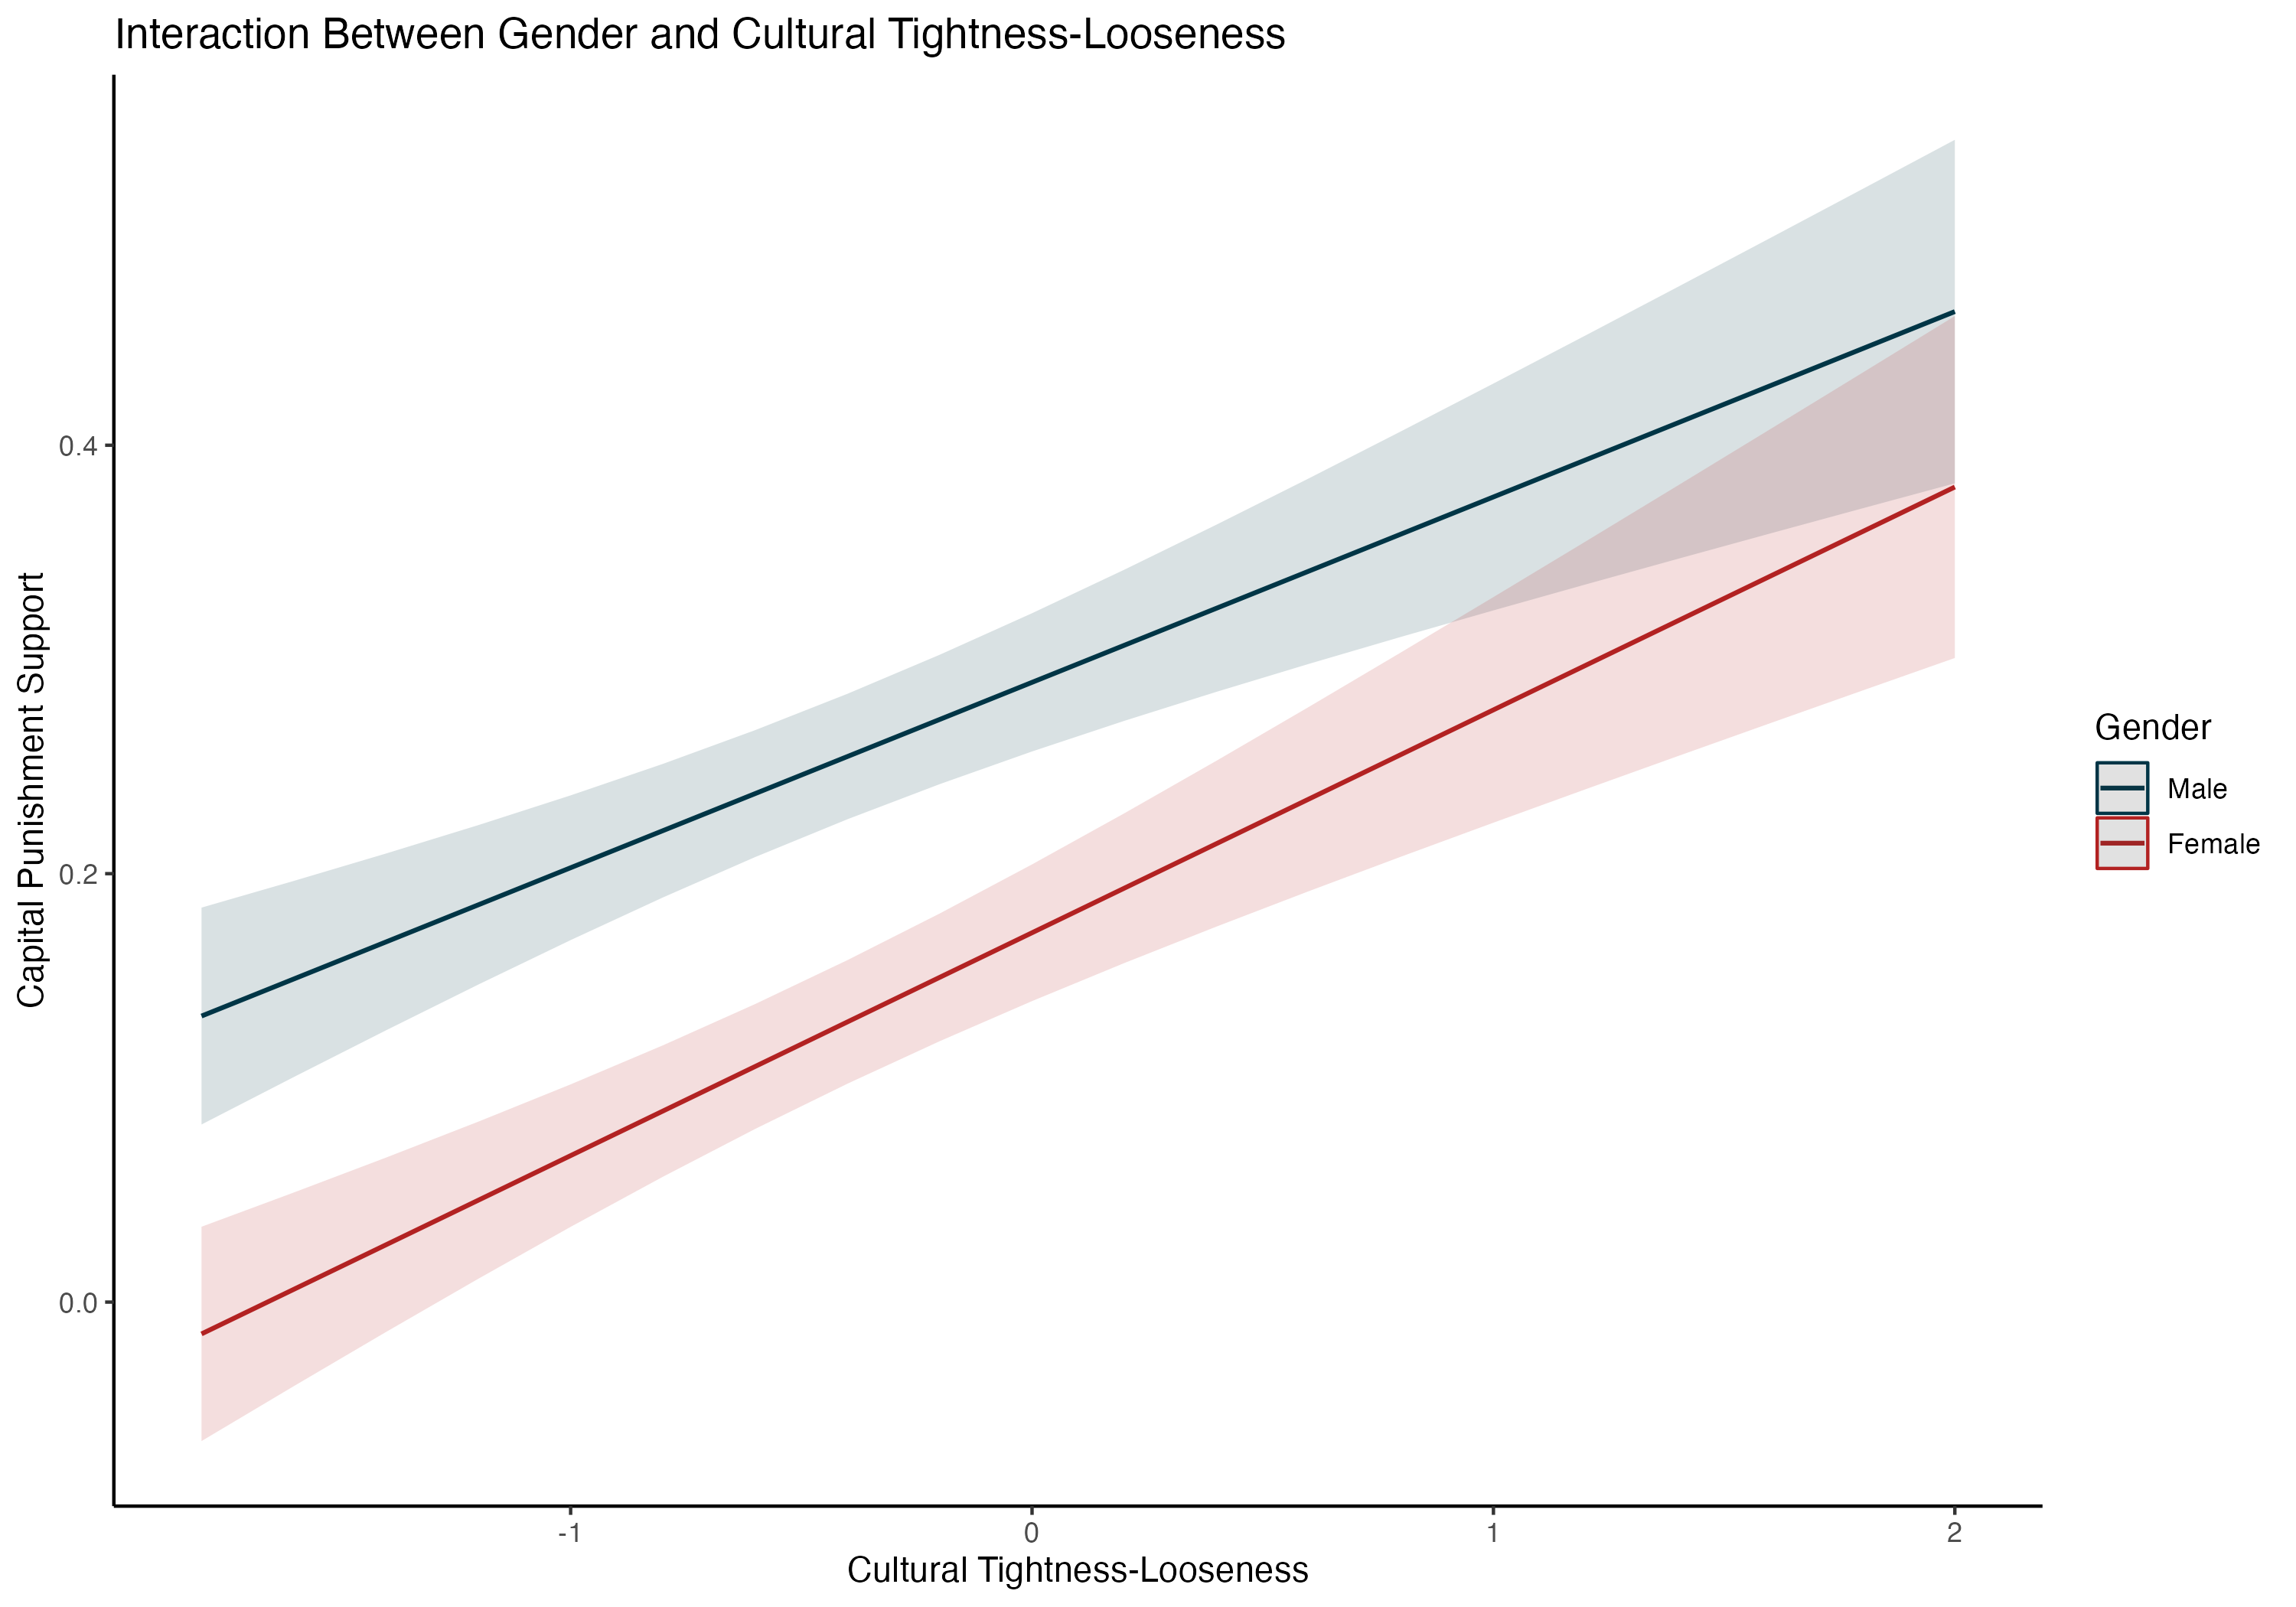 Interaction Between Gender and Cultural Tightness-Looseness
Capital Punishment Support
0.4
0.2
0.0
-1
0
1
2
Cultural Tightness-Looseness
Gender
Male
Female